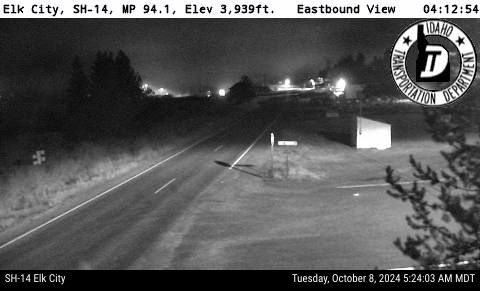 Elk City, SH-14, MP 94.1, Elev 3,939ft. Eastbound View 04:12:54
IDAHO
TRANSPORTATION DEPARTMENT
SH-14 Elk City Tuesday, October 8, 2024 5:24:03 AM MDT